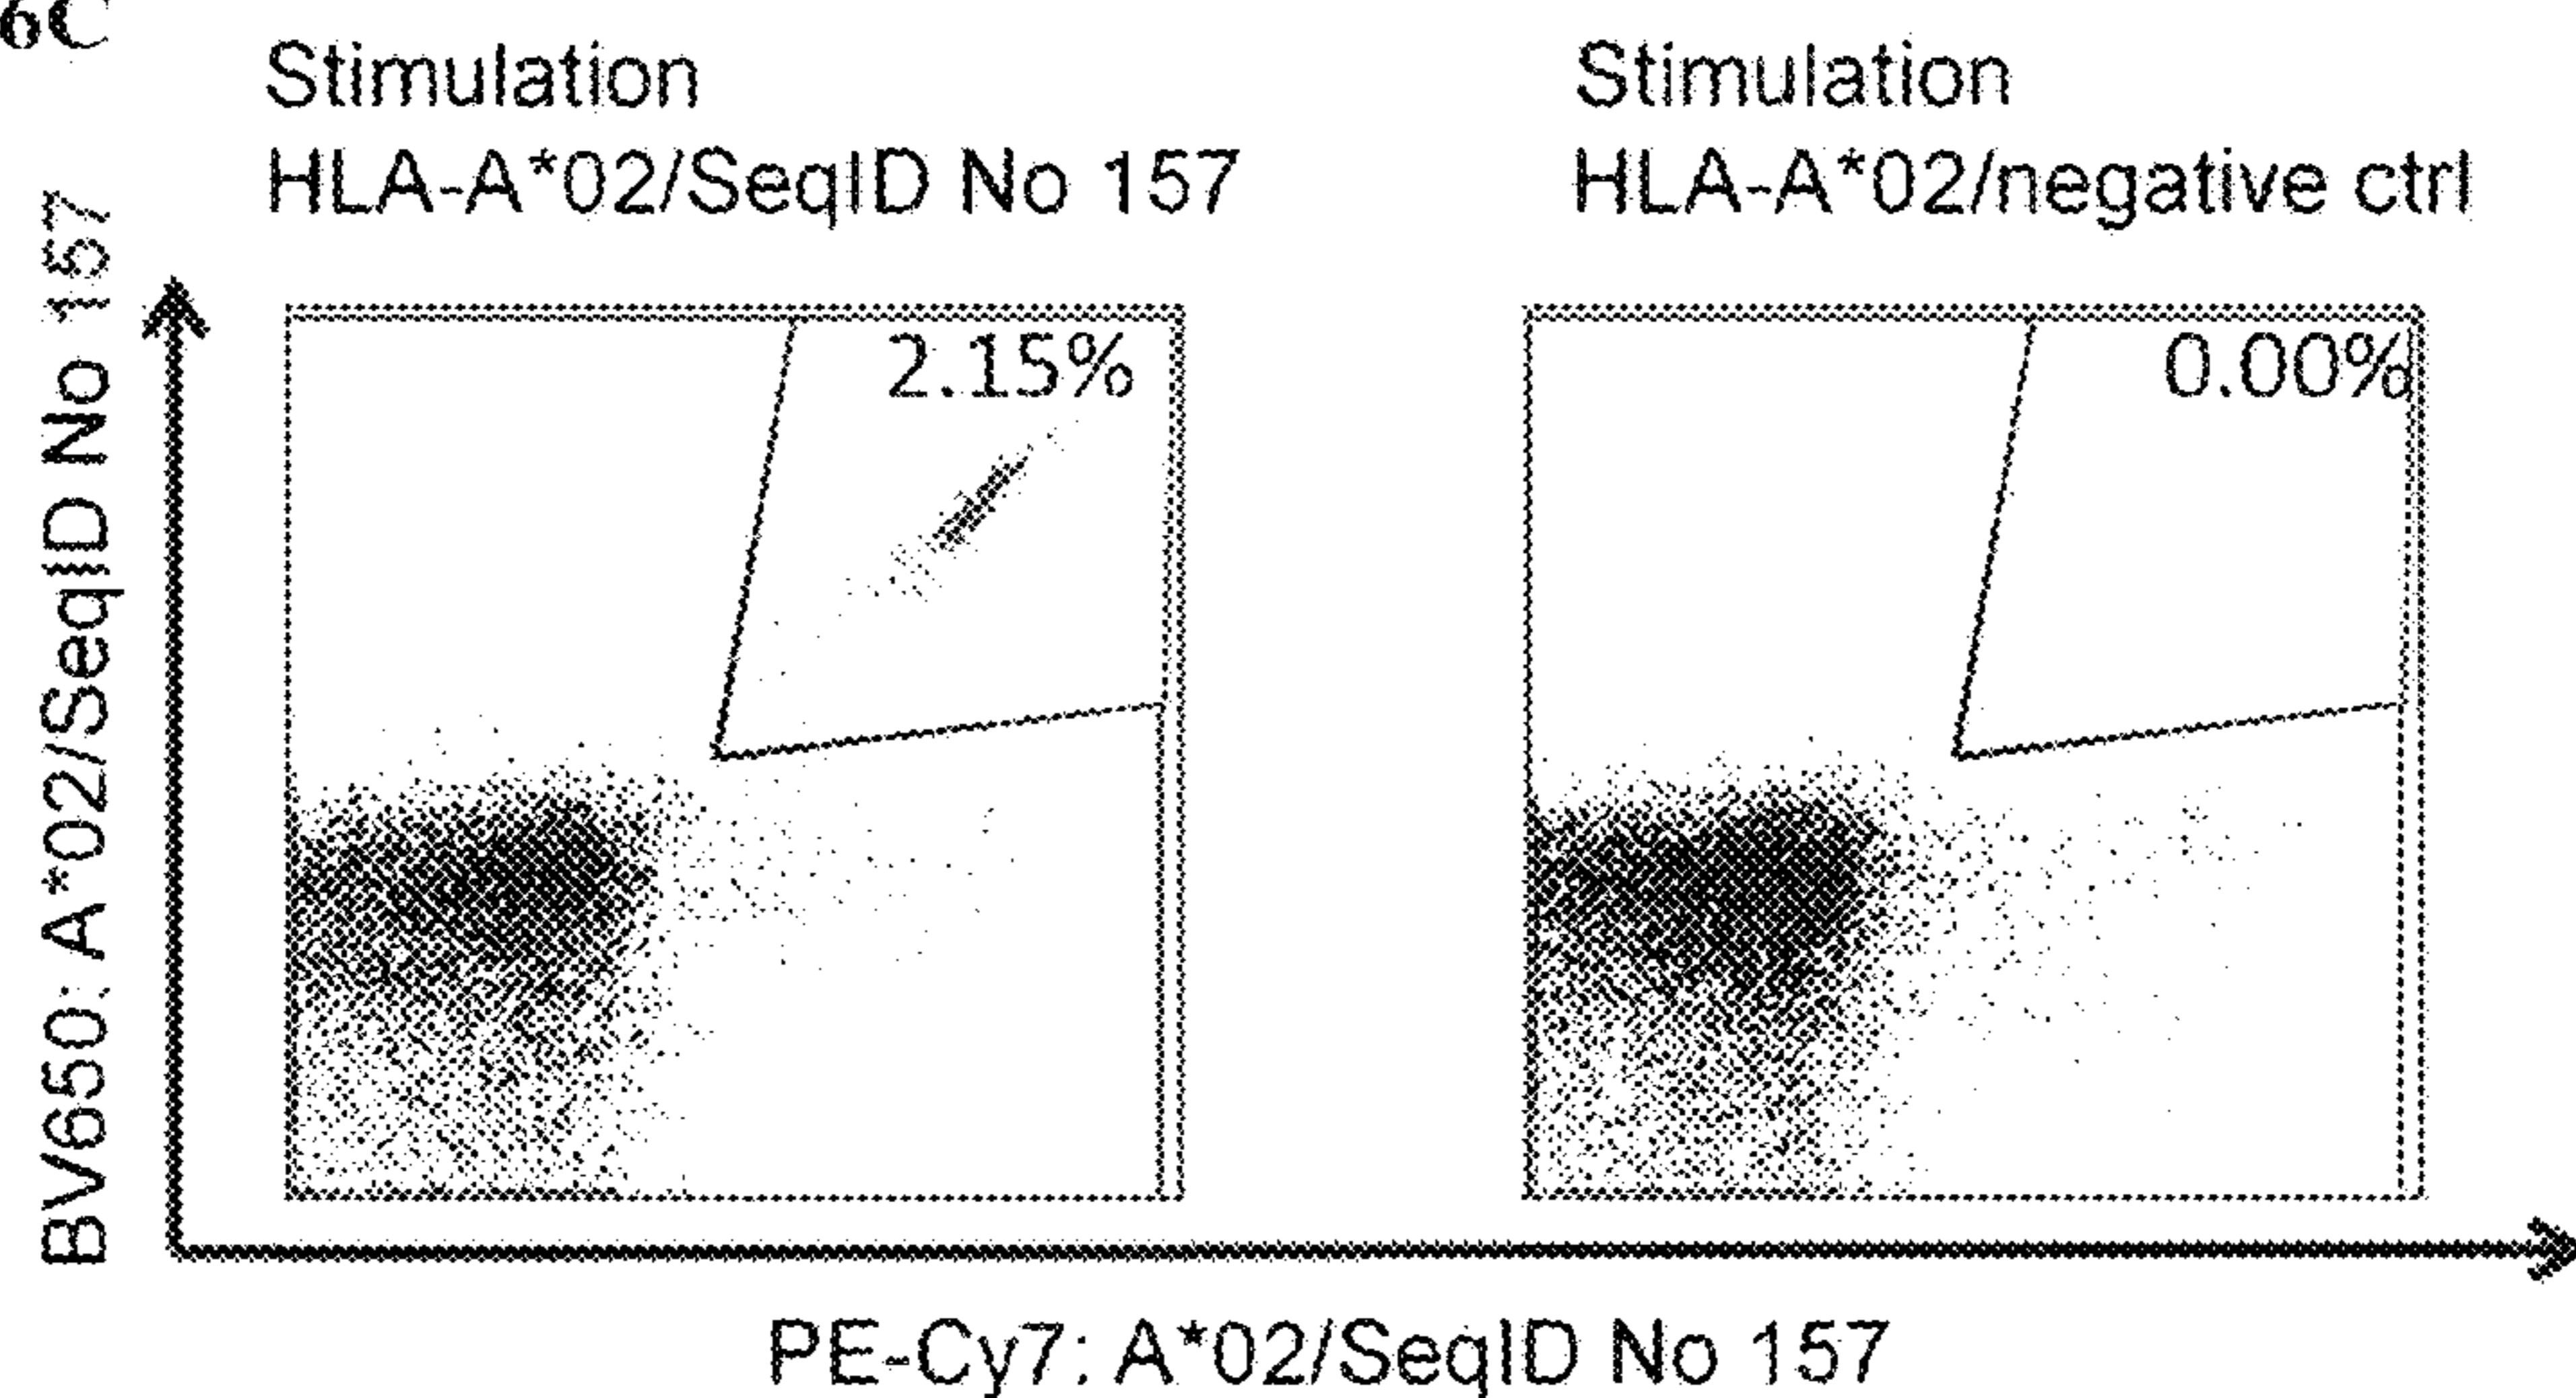 6C
Stimulation
HLA-A*02/SeqID No 157
Stimulation
HLA-A*02/negative ctrl
BV650: A*02/SeqID No 157
2.15%
0.00%
PE-Cy7: A*02/SeqID No 157